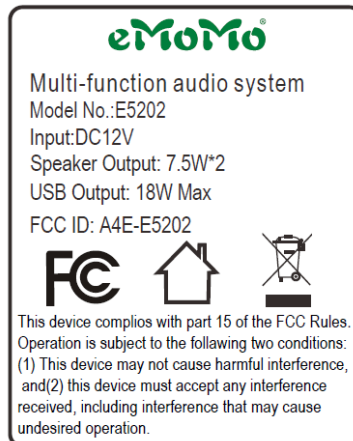 eMoMo
Multi-function audio system
Model No.:E5202
Input:DC12V
Speaker Output: 7.5W*2
USB Output: 18W Max
FCC ID: A4E-E5202
FC
This device complios with part 15 of the FCC Rules.
Operation is subject to the following two conditions:
(1) This device may not cause harmful interference,
and(2) this device must accept any interference
received, including interference that may cause
undesired operation.